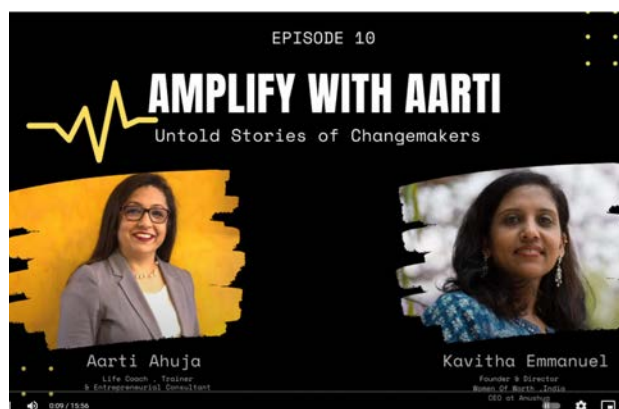 EPISODE 10
AMPLIFY WITH AARTI
Untold Stories of Changemakers
Aarti Ahuja
Life Coach , Trainer
& Entrepreneurial Consultant
Kavitha Emmanuel
Founder & Director
Women Of Worth ,India
CEO at
0:09 / 15:56